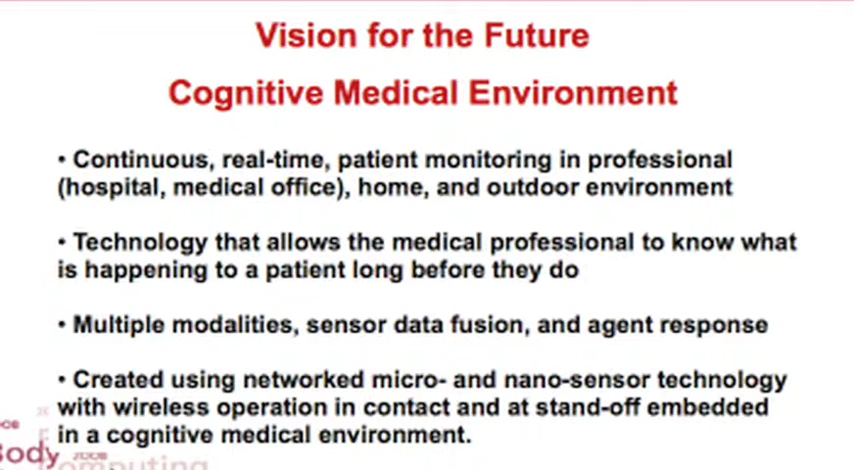 Vision for the Future
Cognitive Medical Environment
• Continuous, real-time, patient monitoring in professional
(hospital, medical office), home, and outdoor environment
• Technology that allows the medical professional to know what
is happening to a patient long before they do
• Multiple modalities, sensor data fusion, and agent response
• Created using networked micro- and nano-sensor technology
with wireless operation in contact and at stand-off embedded
in a cognitive medical environment.
Body
Computing